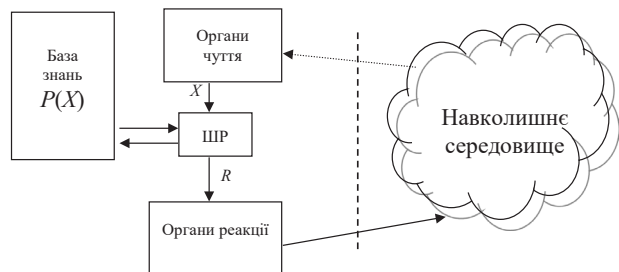 База
знань
P(X)
Органи
чуття
X
ШР
R
Органи реакції
Навколишнє
середовище